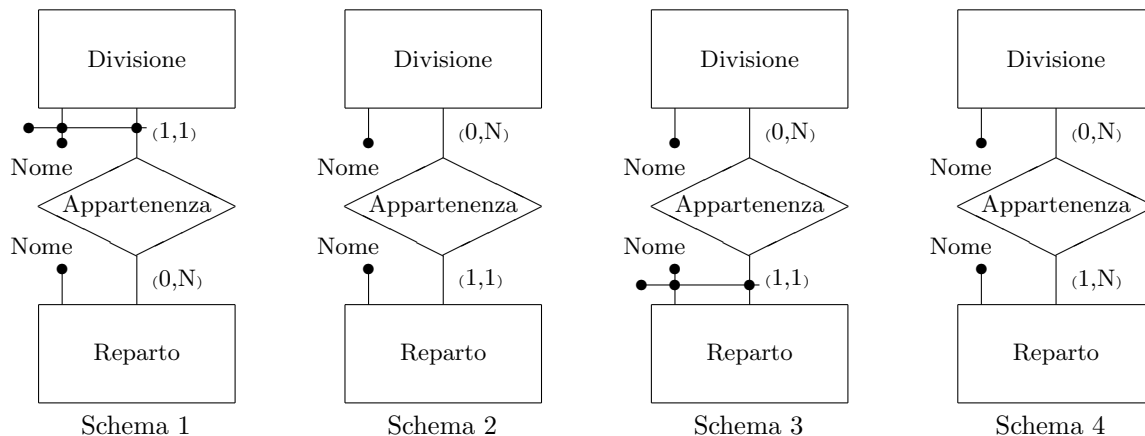 Divisione Divisione Divisione Divisione
(1,1) (0,N) (0,N) (0,N)
Nome Nome Nome Nome
Appartenenza Appartenenza Appartenenza Appartenenza
Nome Nome Nome Nome
(0,N) (1,1) (1,1) (1,N)
Reparto Reparto Reparto Reparto
Schema 1 Schema 2 Schema 3 Schema 4